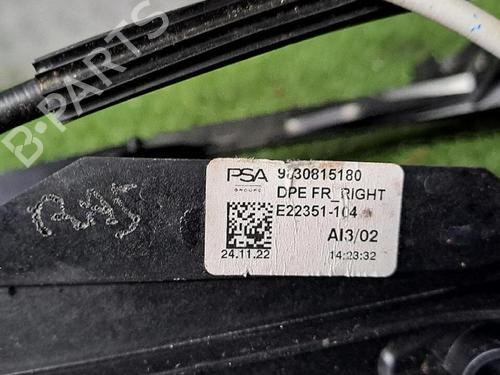 B-PARTS
PSA
GROUPE
9830815180
DPE FR_RIGHT
E22351-104
AI3/02
24.11.22
14:23:32